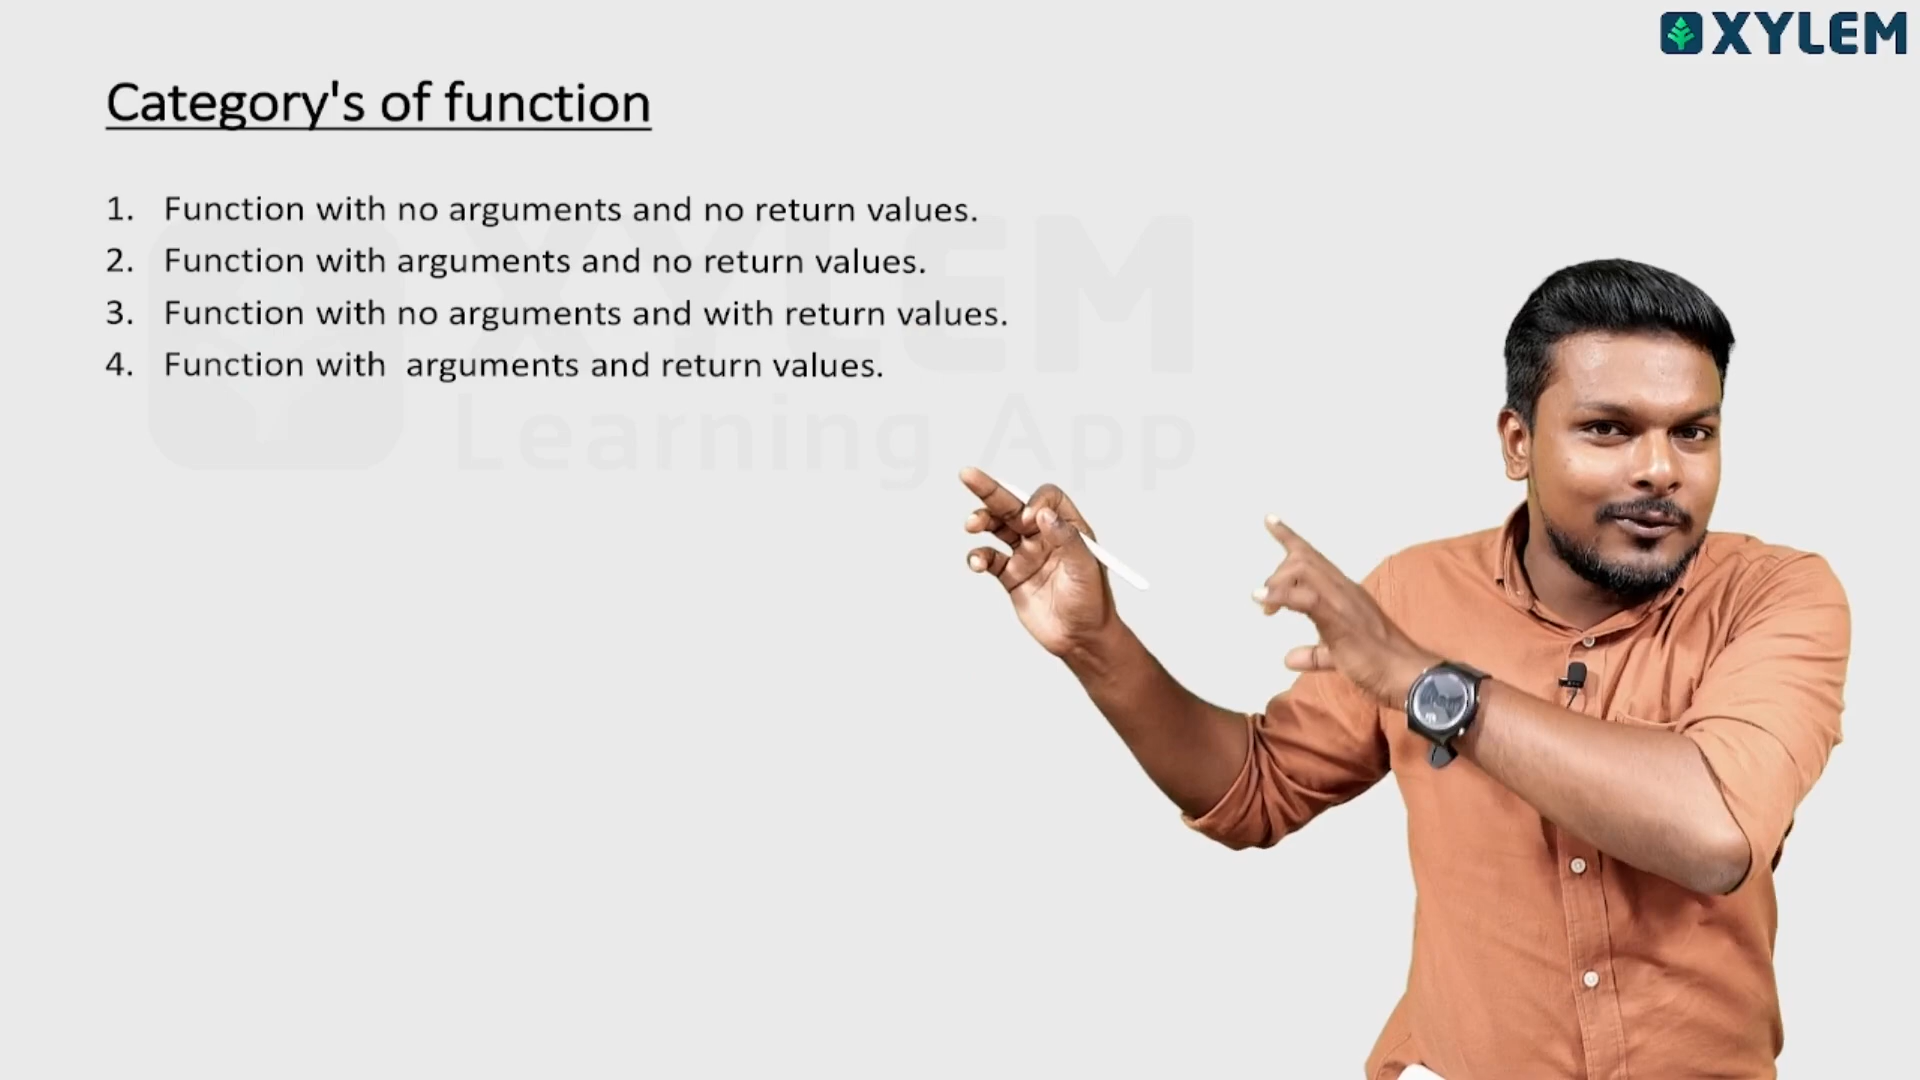 XYLEM
Category's of function
1. Function with no arguments and no return values.
2. Function with arguments and no return values.
3. Function with no arguments and with return values.
4. Function with arguments and return values.
XYLEM
Learning App